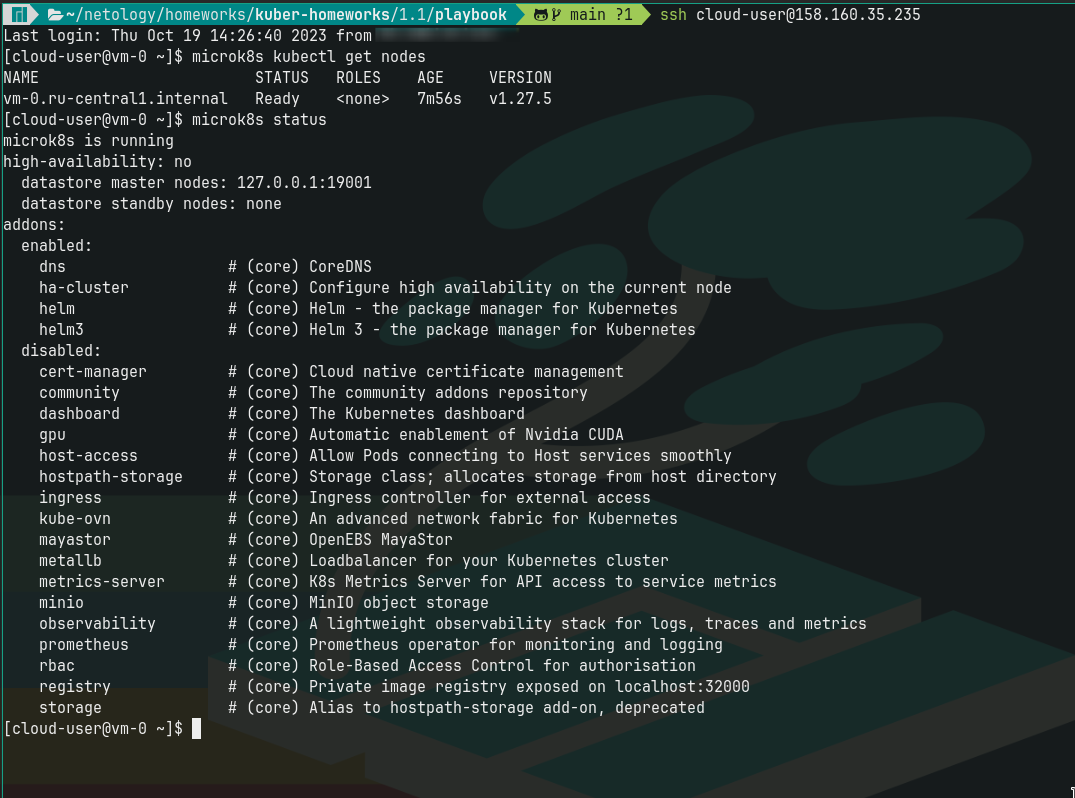 ~/netology/homeworks/kuber-homeworks/1.1/playbook main ?1 ssh cloud-user@158.160.35.235
Last login: Thu Oct 19 14:26:40 2023 from
[cloud-user@vm-0 ~]$ microk8s kubectl get nodes
NAME STATUS ROLES AGE VERSION
vm-0.ru-central1.internal Ready <none> 7m56s v1.27.5
[cloud-user@vm-0 ~]$ microk8s status
microk8s is running
high-availability: no
  datastore master nodes: 127.0.0.1:19001
  datastore standby nodes: none
addons:
  enabled:
    dns # (core) CoreDNS
    ha-cluster # (core) Configure high availability on the current node
    helm # (core) Helm - the package manager for Kubernetes
    helm3 # (core) Helm 3 - the package manager for Kubernetes
  disabled:
    cert-manager # (core) Cloud native certificate management
    community # (core) The community addons repository
    dashboard # (core) The Kubernetes dashboard
    gpu # (core) Automatic enablement of Nvidia CUDA
    host-access # (core) Allow Pods connecting to Host services smoothly
    hostpath-storage # (core) Storage class; allocates storage from host directory
    ingress # (core) Ingress controller for external access
    kube-ovn # (core) An advanced network fabric for Kubernetes
    mayastor # (core) OpenEBS MayaStor
    metallb # (core) Loadbalancer for your Kubernetes cluster
    metrics-server # (core) K8s Metrics Server for API access to service metrics
    minio # (core) MinIO object storage
    observability # (core) A lightweight observability stack for logs, traces and metrics
    prometheus # (core) Prometheus operator for monitoring and logging
    rbac # (core) Role-Based Access Control for authorisation
    registry # (core) Private image registry exposed on localhost:32000
    storage # (core) Alias to hostpath-storage add-on, deprecated
[cloud-user@vm-0 ~]$